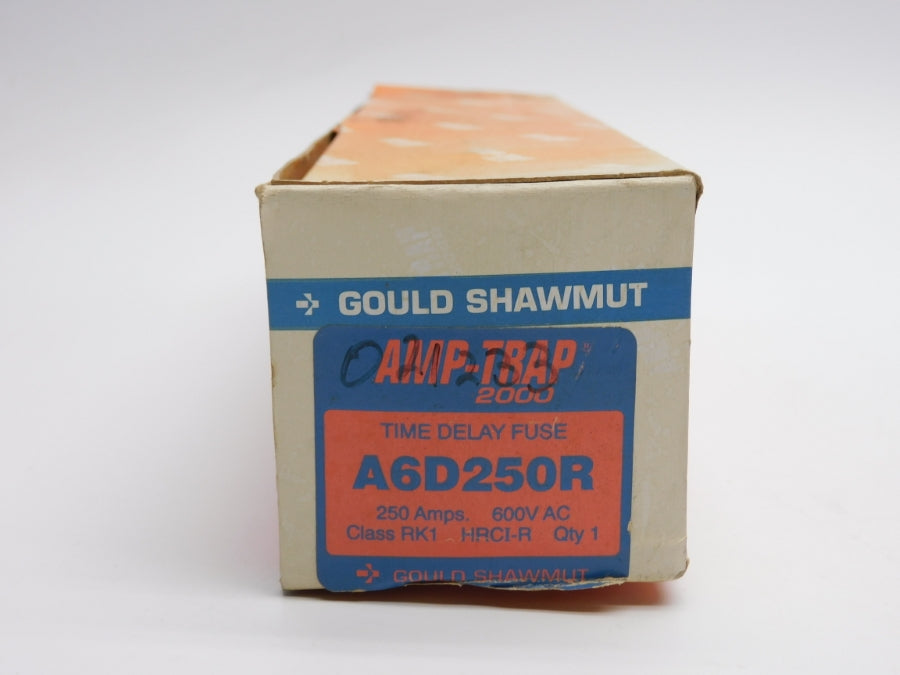 GOULD SHAWMUT
AMP-TRAP®
2000
TIME DELAY FUSE
A6D250R
250 Amps. 600V AC
Class RK1 HRCI-R Qty 1
GOULD SHAWMUT